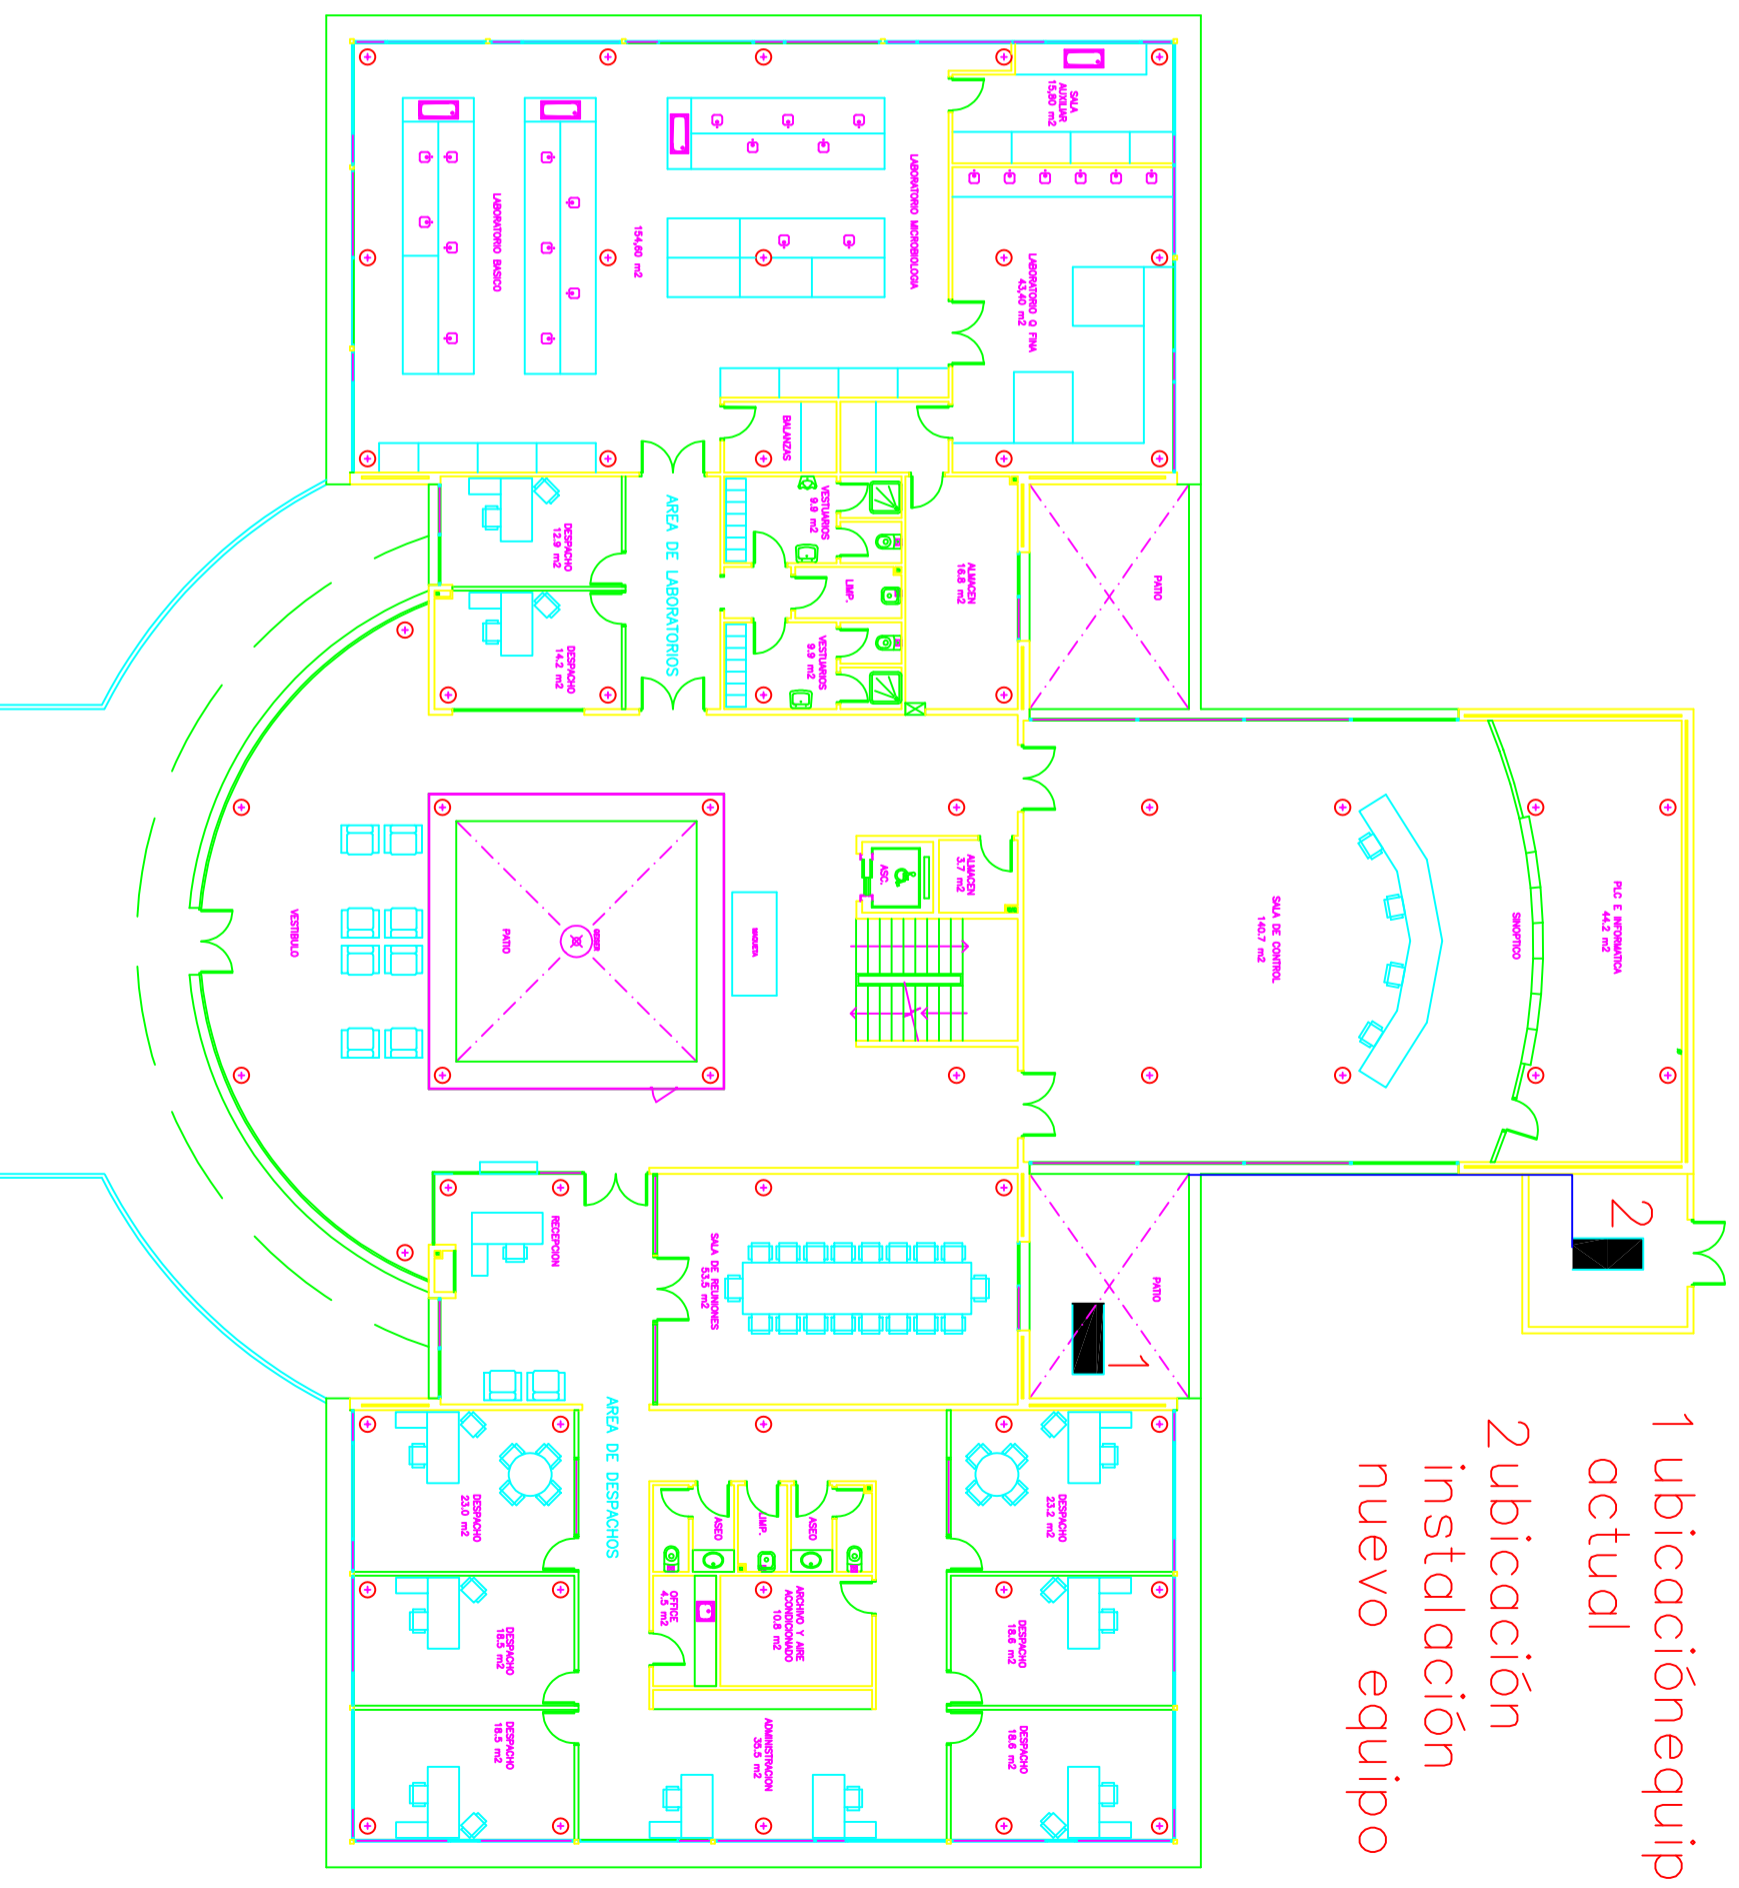 1 ubicaciónequip
actual
2 ubicación
instalación
nuevo equipo
2
1
SALA
AUXILIAR
15,80 m2
LABORATORIO Q FINA
43,40 m2
LABORATORIO MICROBIOLOGIA
154,60 m2
LABORATORIO BASICO
BALANZAS
PATIO
ALMACEN
16.8 m2
VESTUARIOS
9.9 m2
LIMP.
VESTUARIOS
9.9 m2
AREA DE LABORATORIOS
DESPACHO
12.9 m2
DESPACHO
14.2 m2
PLC E INFORMATICA
44.2 m2
SINOPTICO
SALA DE CONTROL
140.7 m2
ALMACEN
3.7 m2
ASC.
MAQUETA
GEISER
PATIO
VESTIBULO
PATIO
SALA DE REUNIONES
53.5 m2
RECEPCION
AREA DE DESPACHOS
DESPACHO
23.2 m2
ASEO
LIMP.
ASEO
DESPACHO
23.0 m2
DESPACHO
18.6 m2
ARCHIVO Y AIRE
ACONDICIONADO
10.8 m2
OFFICE
4.5 m2
DESPACHO
18.5 m2
DESPACHO
18.6 m2
ADMINISTRACION
35.5 m2
DESPACHO
18.5 m2